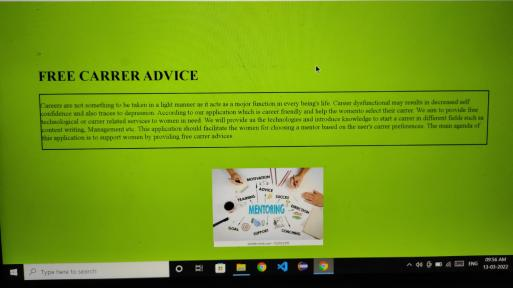 FREE CARRER ADVICE
Careers are not something to be taken in a light manner as it acts as a mojor function in every being's life. Career dysfunctional may results in decreased self
confidence and also traces to depression. According to our application which is career friendly and help the womento select their carrer. We aim to provide free
technological or carrer related services to women in need. We will provide as the technologies and introduce knowledge to start a career in different fields such as
content writing, Management etc. This application should facilitate the women for choosing a mentor based on the user's carrer preferences. The main agenda of
this application is to support women by providing free carrer advices
MOTIVATION
ADVICE
TRAINING
SUCCES
MENTORING
DIRECTION
GOAL
SUPPORT
COACHING
Type here to search
ENG
09:56 AM
13-03-2022